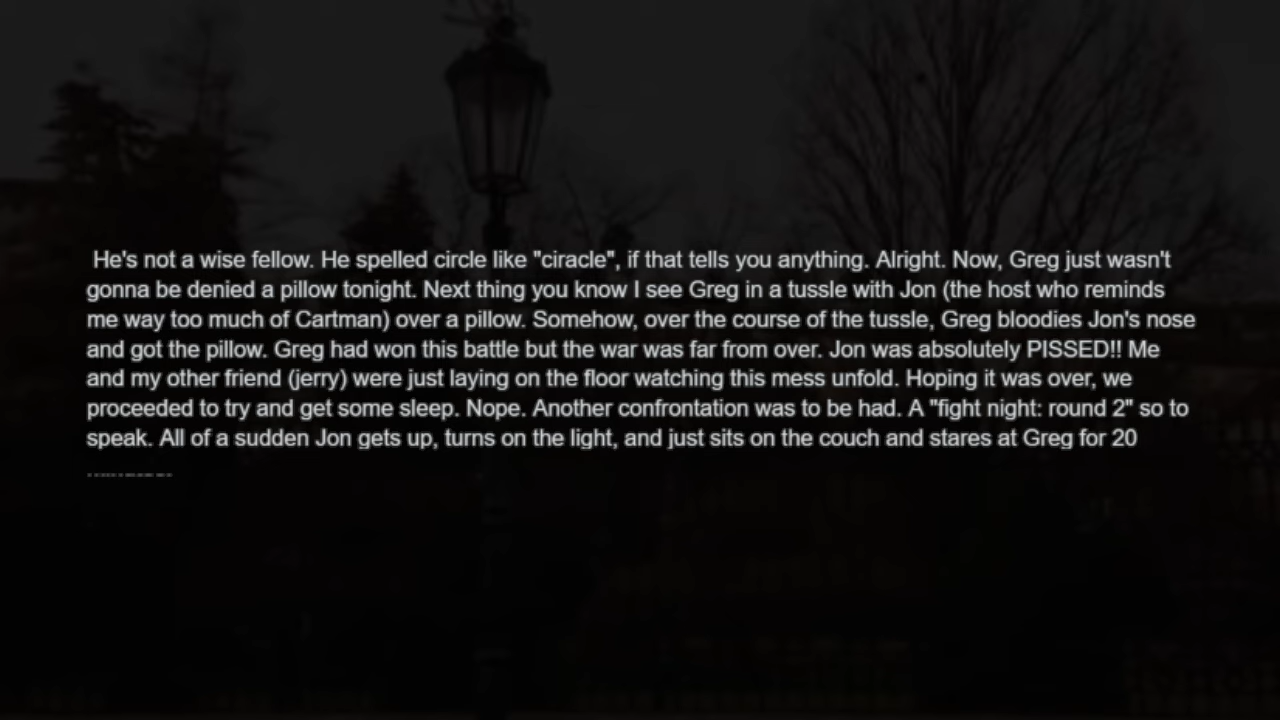 He's not a wise fellow. He spelled circle like "ciracle", if that tells you anything. Alright. Now, Greg just wasn't
gonna be denied a pillow tonight. Next thing you know I see Greg in a tussle with Jon (the host who reminds
me way too much of Cartman) over a pillow. Somehow, over the course of the tussle, Greg bloodies Jon's nose
and got the pillow. Greg had won this battle but the war was far from over. Jon was absolutely PISSED!! Me
and my other friend (jerry) were just laying on the floor watching this mess unfold. Hoping it was over, we
proceeded to try and get some sleep. Nope. Another confrontation was to be had. A "fight night: round 2" so to
speak. All of a sudden Jon gets up, turns on the light, and just sits on the couch and stares at Greg for 20